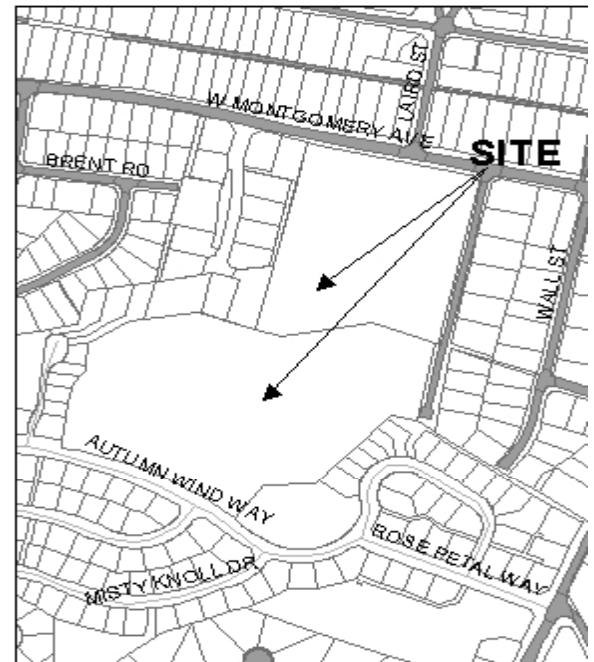 LAIRD ST
W MONTGOMERY AVE
SITE
BRENT RD
WALL ST
AUTUMN WIND WAY
ROSE PETAL WAY
MISTY KNOLL DR